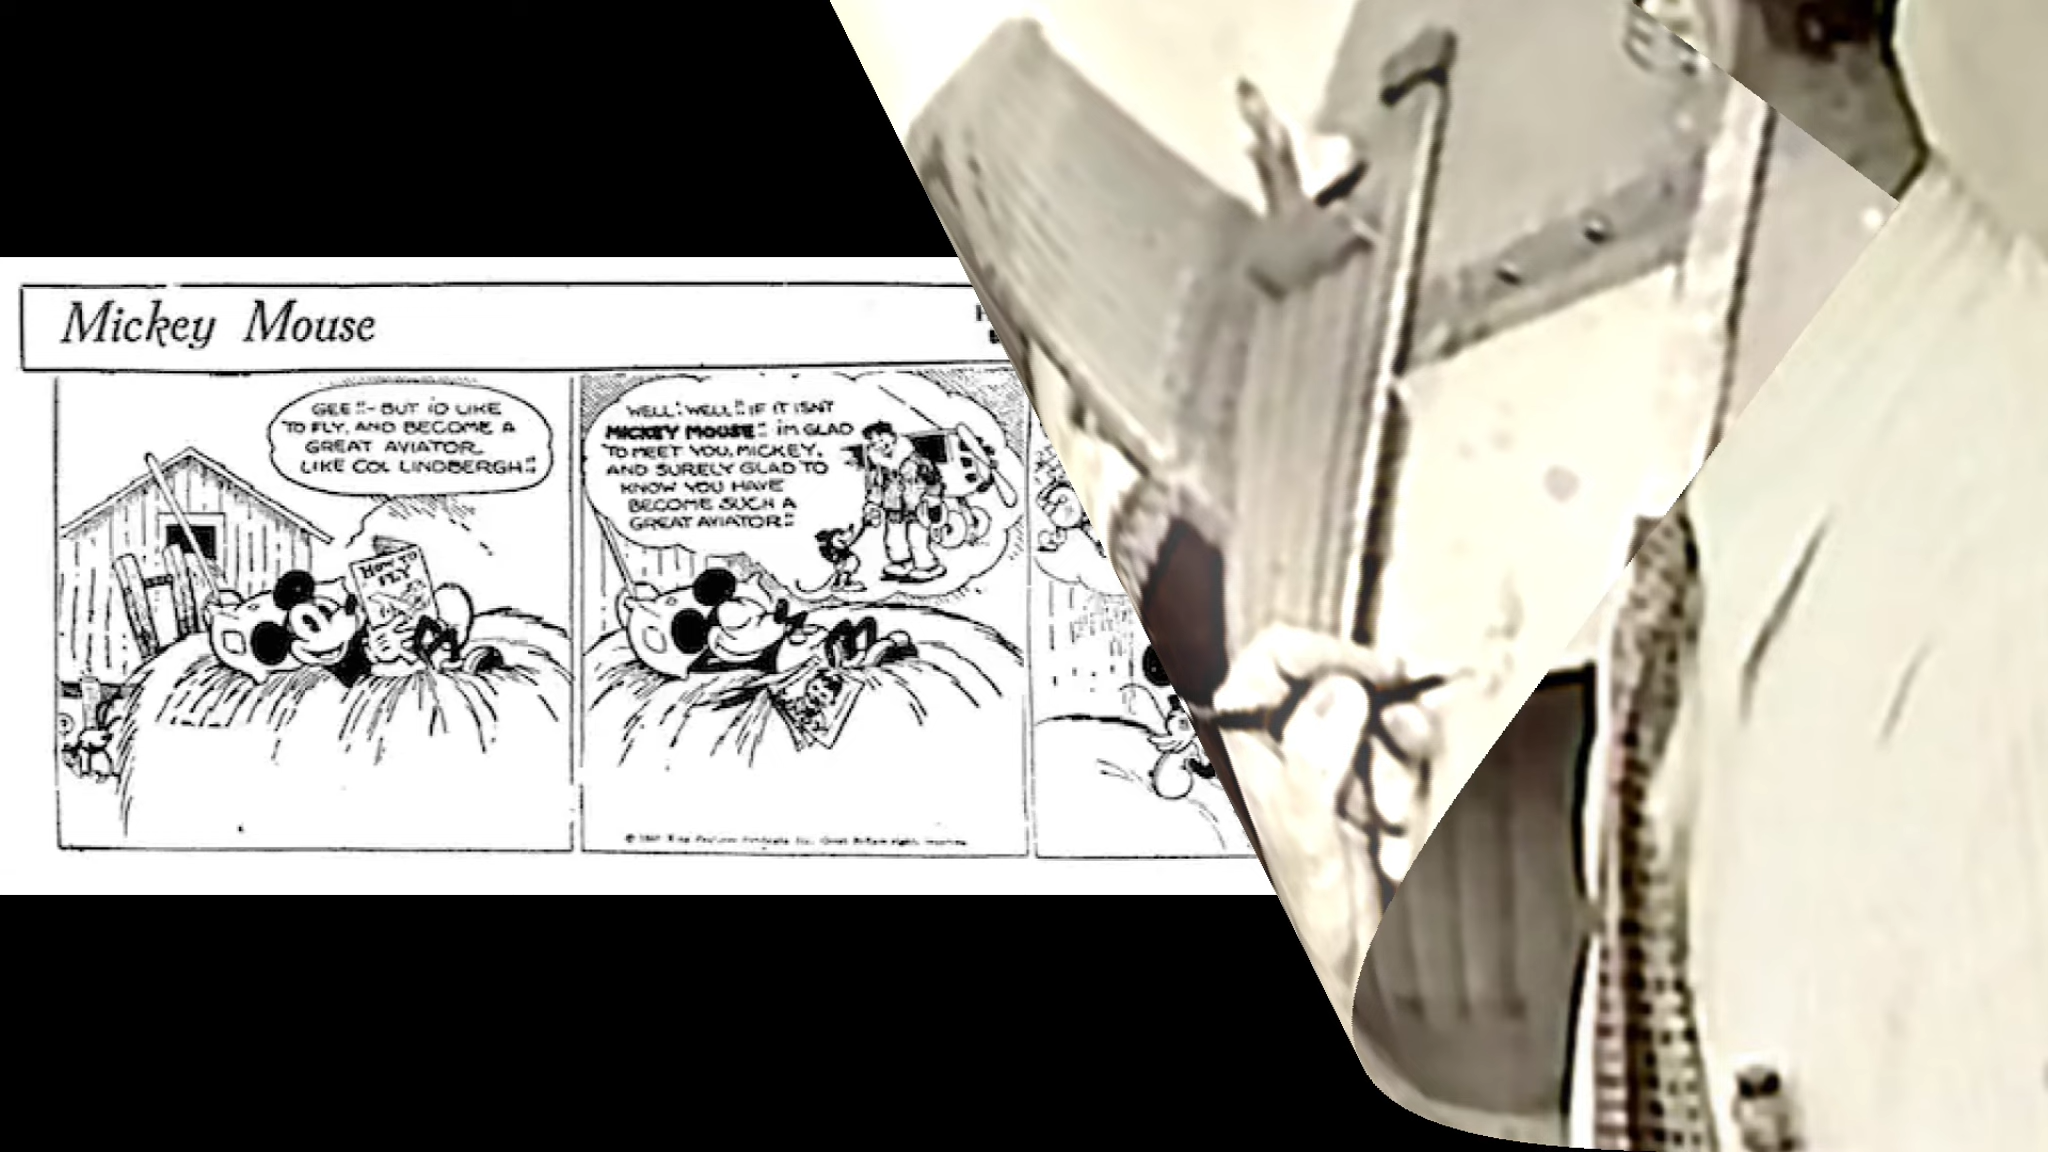 Mickey Mouse
GEE!!- BUT I'D LIKE
TO FLY, AND BECOME A
GREAT AVIATOR
LIKE COL LINDBERGH!!
HOW TO
FLY
WELL! WELL!! IF IT ISN'T
MICKEY MOUSE!! I'M GLAD
TO MEET YOU, MICKEY,
AND SURELY GLAD TO
KNOW YOU HAVE
BECOME SUCH A
GREAT AVIATOR!!